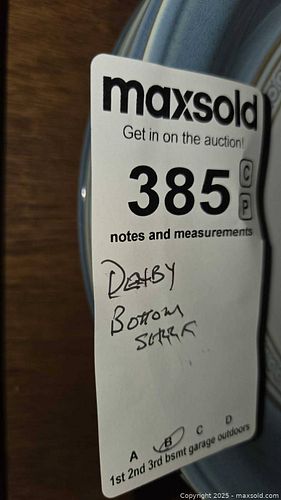 maxsold
Get in on the auction!
385 C P
notes and measurements
DENBY
BOTTOM
A B C D
1st 2nd 3rd bsmt garage outdoors
Copyright 2025 - maxsold.com